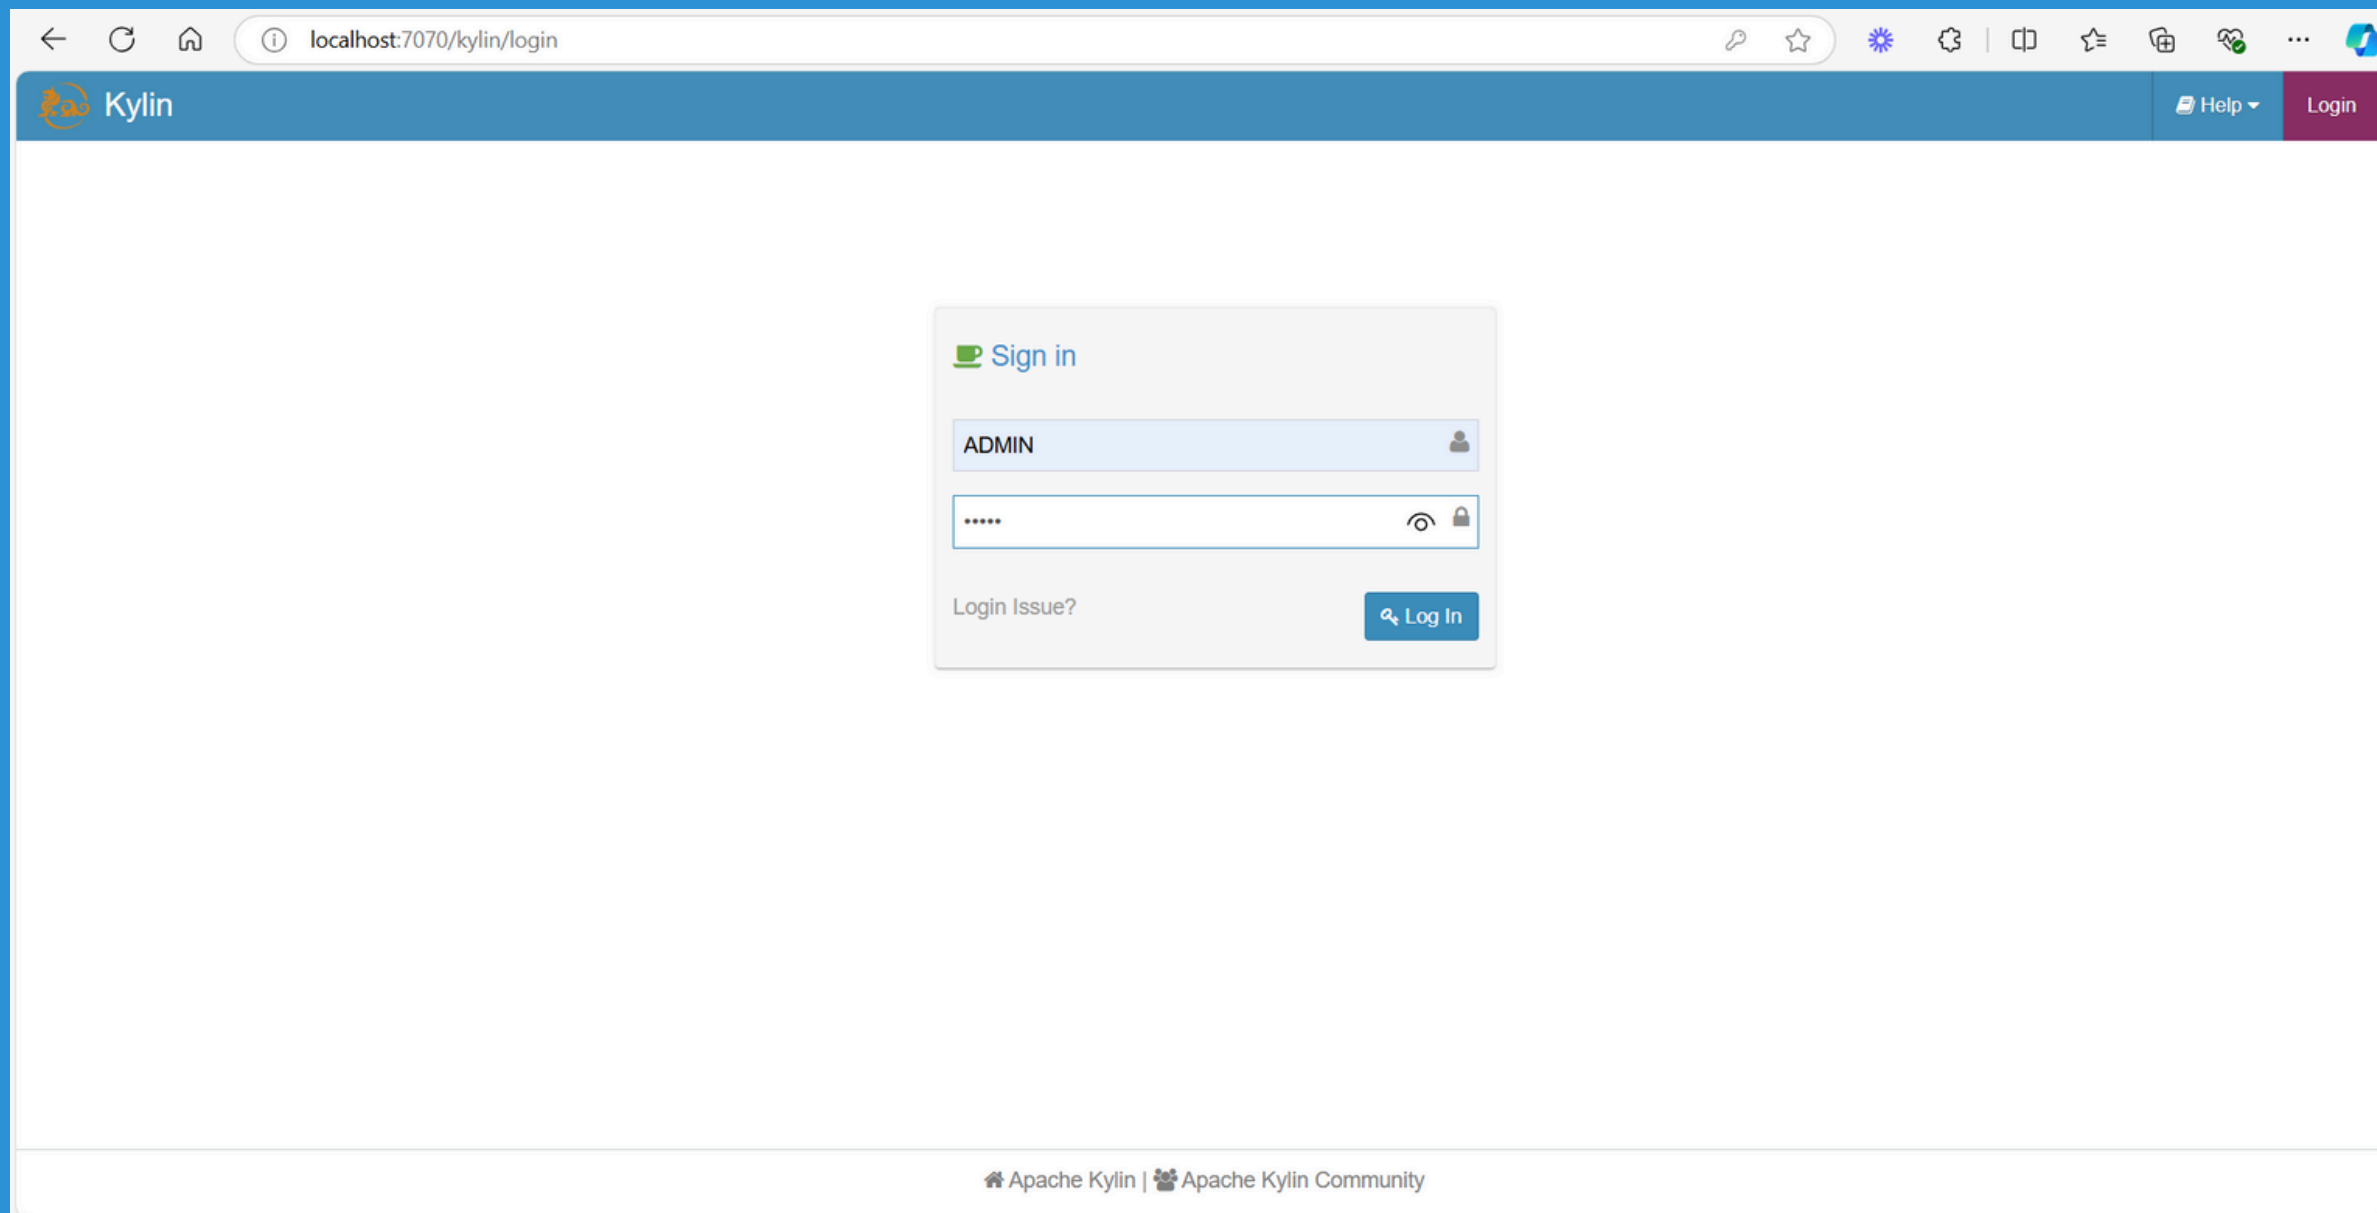 localhost:7070/kylin/login
Kylin
Help
Login
Sign in
ADMIN
•••••
Login Issue?
Log In
Apache Kylin | Apache Kylin Community